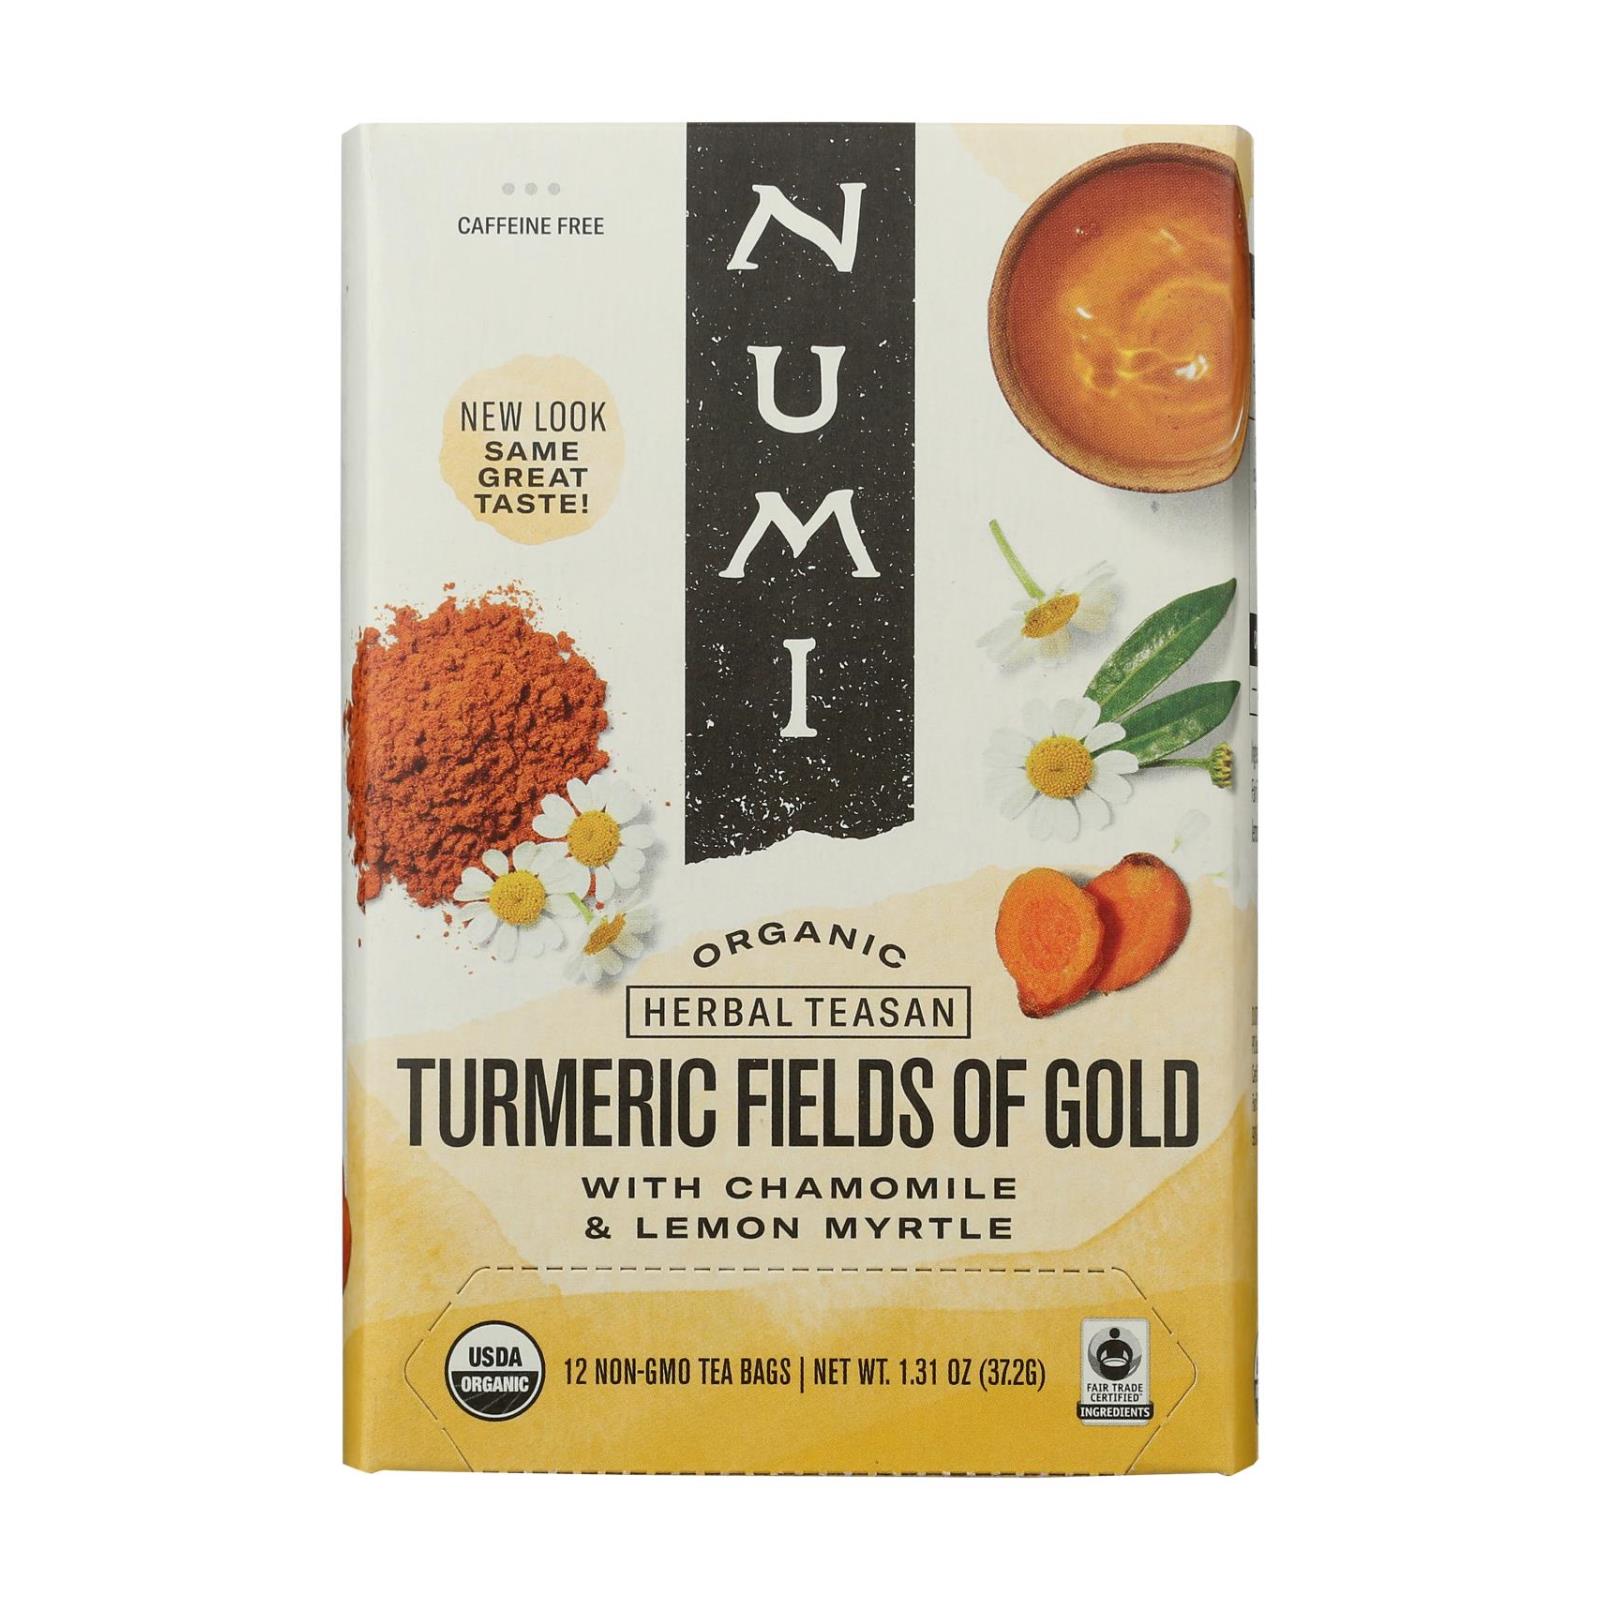 CAFFEINE FREE
NUMI
NEW LOOK
SAME
GREAT
TASTE!
ORGANIC
HERBAL TEASAN
TURMERIC FIELDS OF GOLD
WITH CHAMOMILE
& LEMON MYRTLE
USDA
ORGANIC
12 NON-GMO TEA BAGS | NET WT. 1.31 OZ (37.2G)
FAIR TRADE
CERTIFIED™
INGREDIENTS